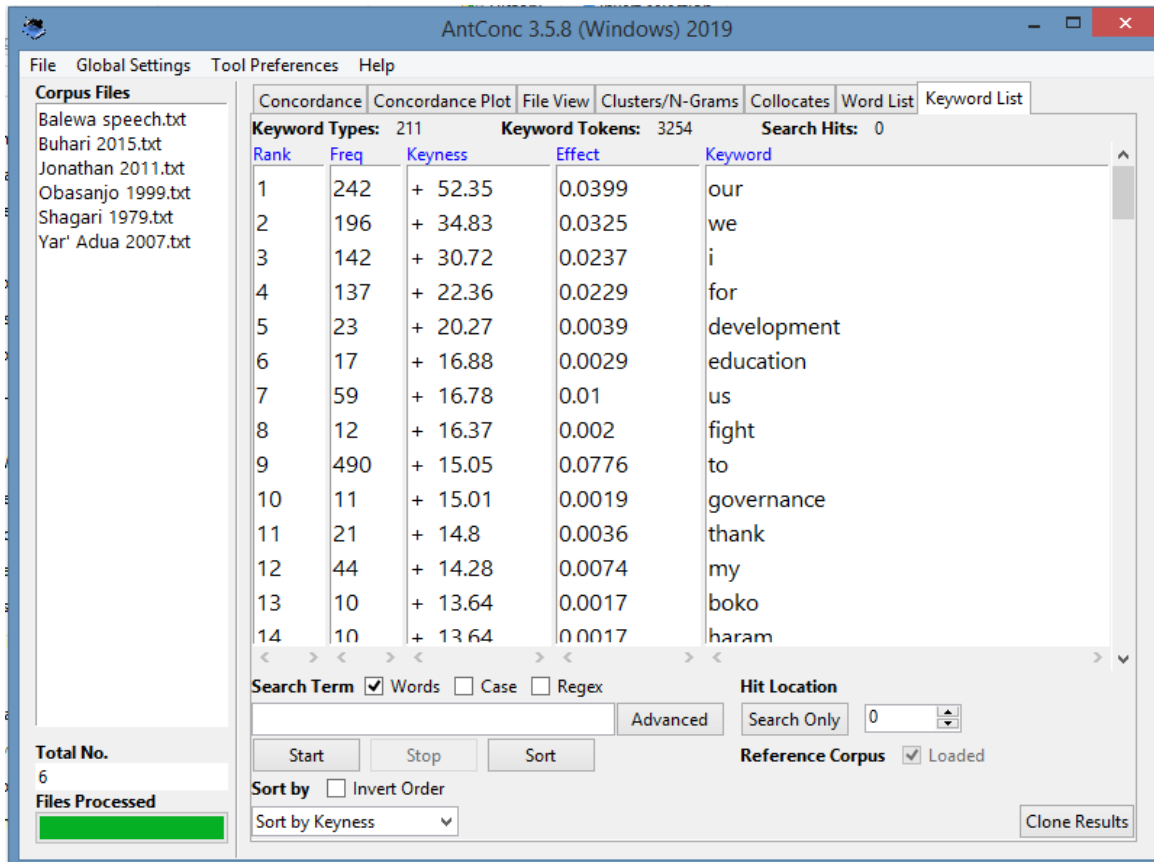 AntConc 3.5.8 (Windows) 2019
File Global Settings Tool Preferences Help
Corpus Files
Balewa speech.txt
Buhari 2015.txt
Jonathan 2011.txt
Obasanjo 1999.txt
Shagari 1979.txt
Yar' Adua 2007.txt
Total No.
6
Files Processed
Concordance Concordance Plot File View Clusters/N-Grams Collocates Word List Keyword List
Keyword Types: 211 Keyword Tokens: 3254 Search Hits: 0
Rank Freq Keyness Effect Keyword
1 242 + 52.35 0.0399 our
2 196 + 34.83 0.0325 we
3 142 + 30.72 0.0237 i
4 137 + 22.36 0.0229 for
5 23 + 20.27 0.0039 development
6 17 + 16.88 0.0029 education
7 59 + 16.78 0.01 us
8 12 + 16.37 0.002 fight
9 490 + 15.05 0.0776 to
10 11 + 15.01 0.0019 governance
11 21 + 14.8 0.0036 thank
12 44 + 14.28 0.0074 my
13 10 + 13.64 0.0017 boko
14 10 + 13.64 0.0017 haram
Search Term Words Case Regex Hit Location
Advanced Search Only 0
Start Stop Sort Reference Corpus Loaded
Sort by Invert Order
Sort by Keyness Clone Results